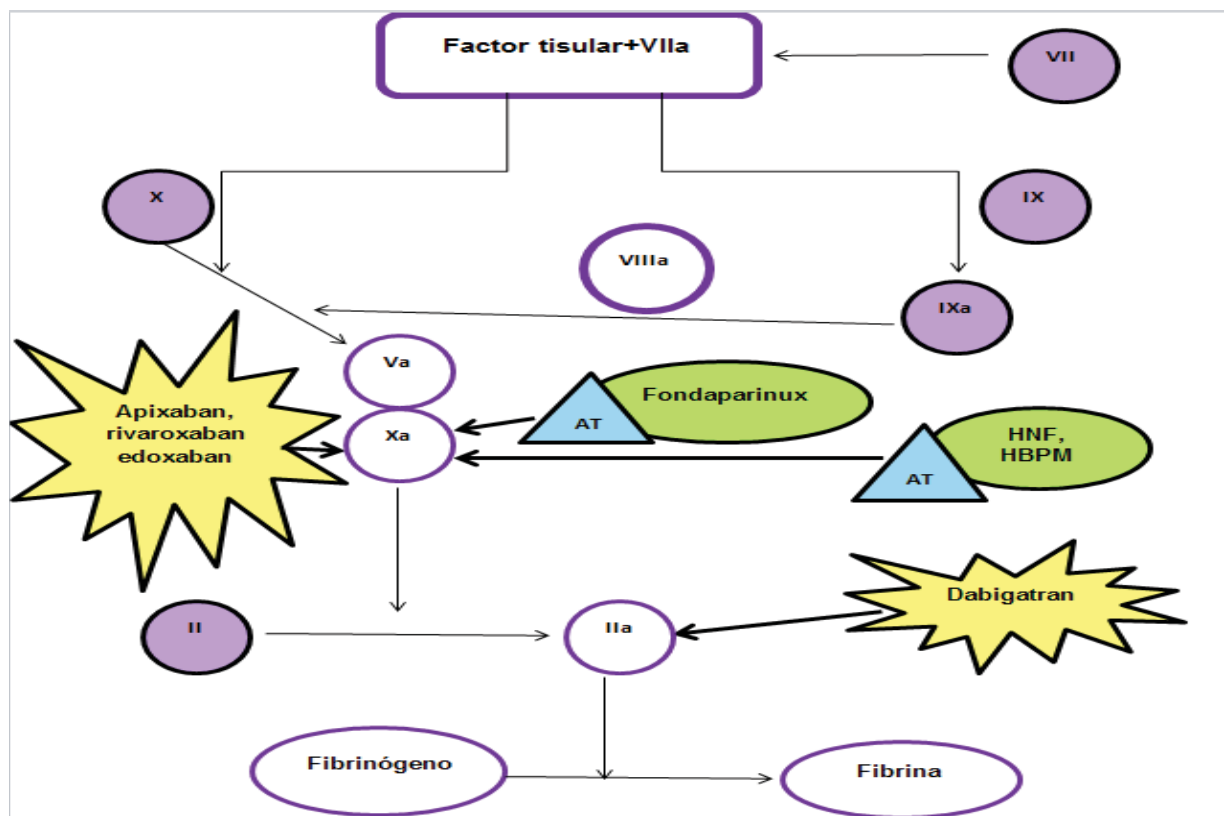 Factor tisular+VIIa
VII
X
IX
VIIIa
IXa
Va
Apixaban,
rivaroxaban
edoxaban
Xa
Fondaparinux
AT
HNF,
HBPM
AT
Dabigatran
II
IIa
Fibrinógeno
Fibrina